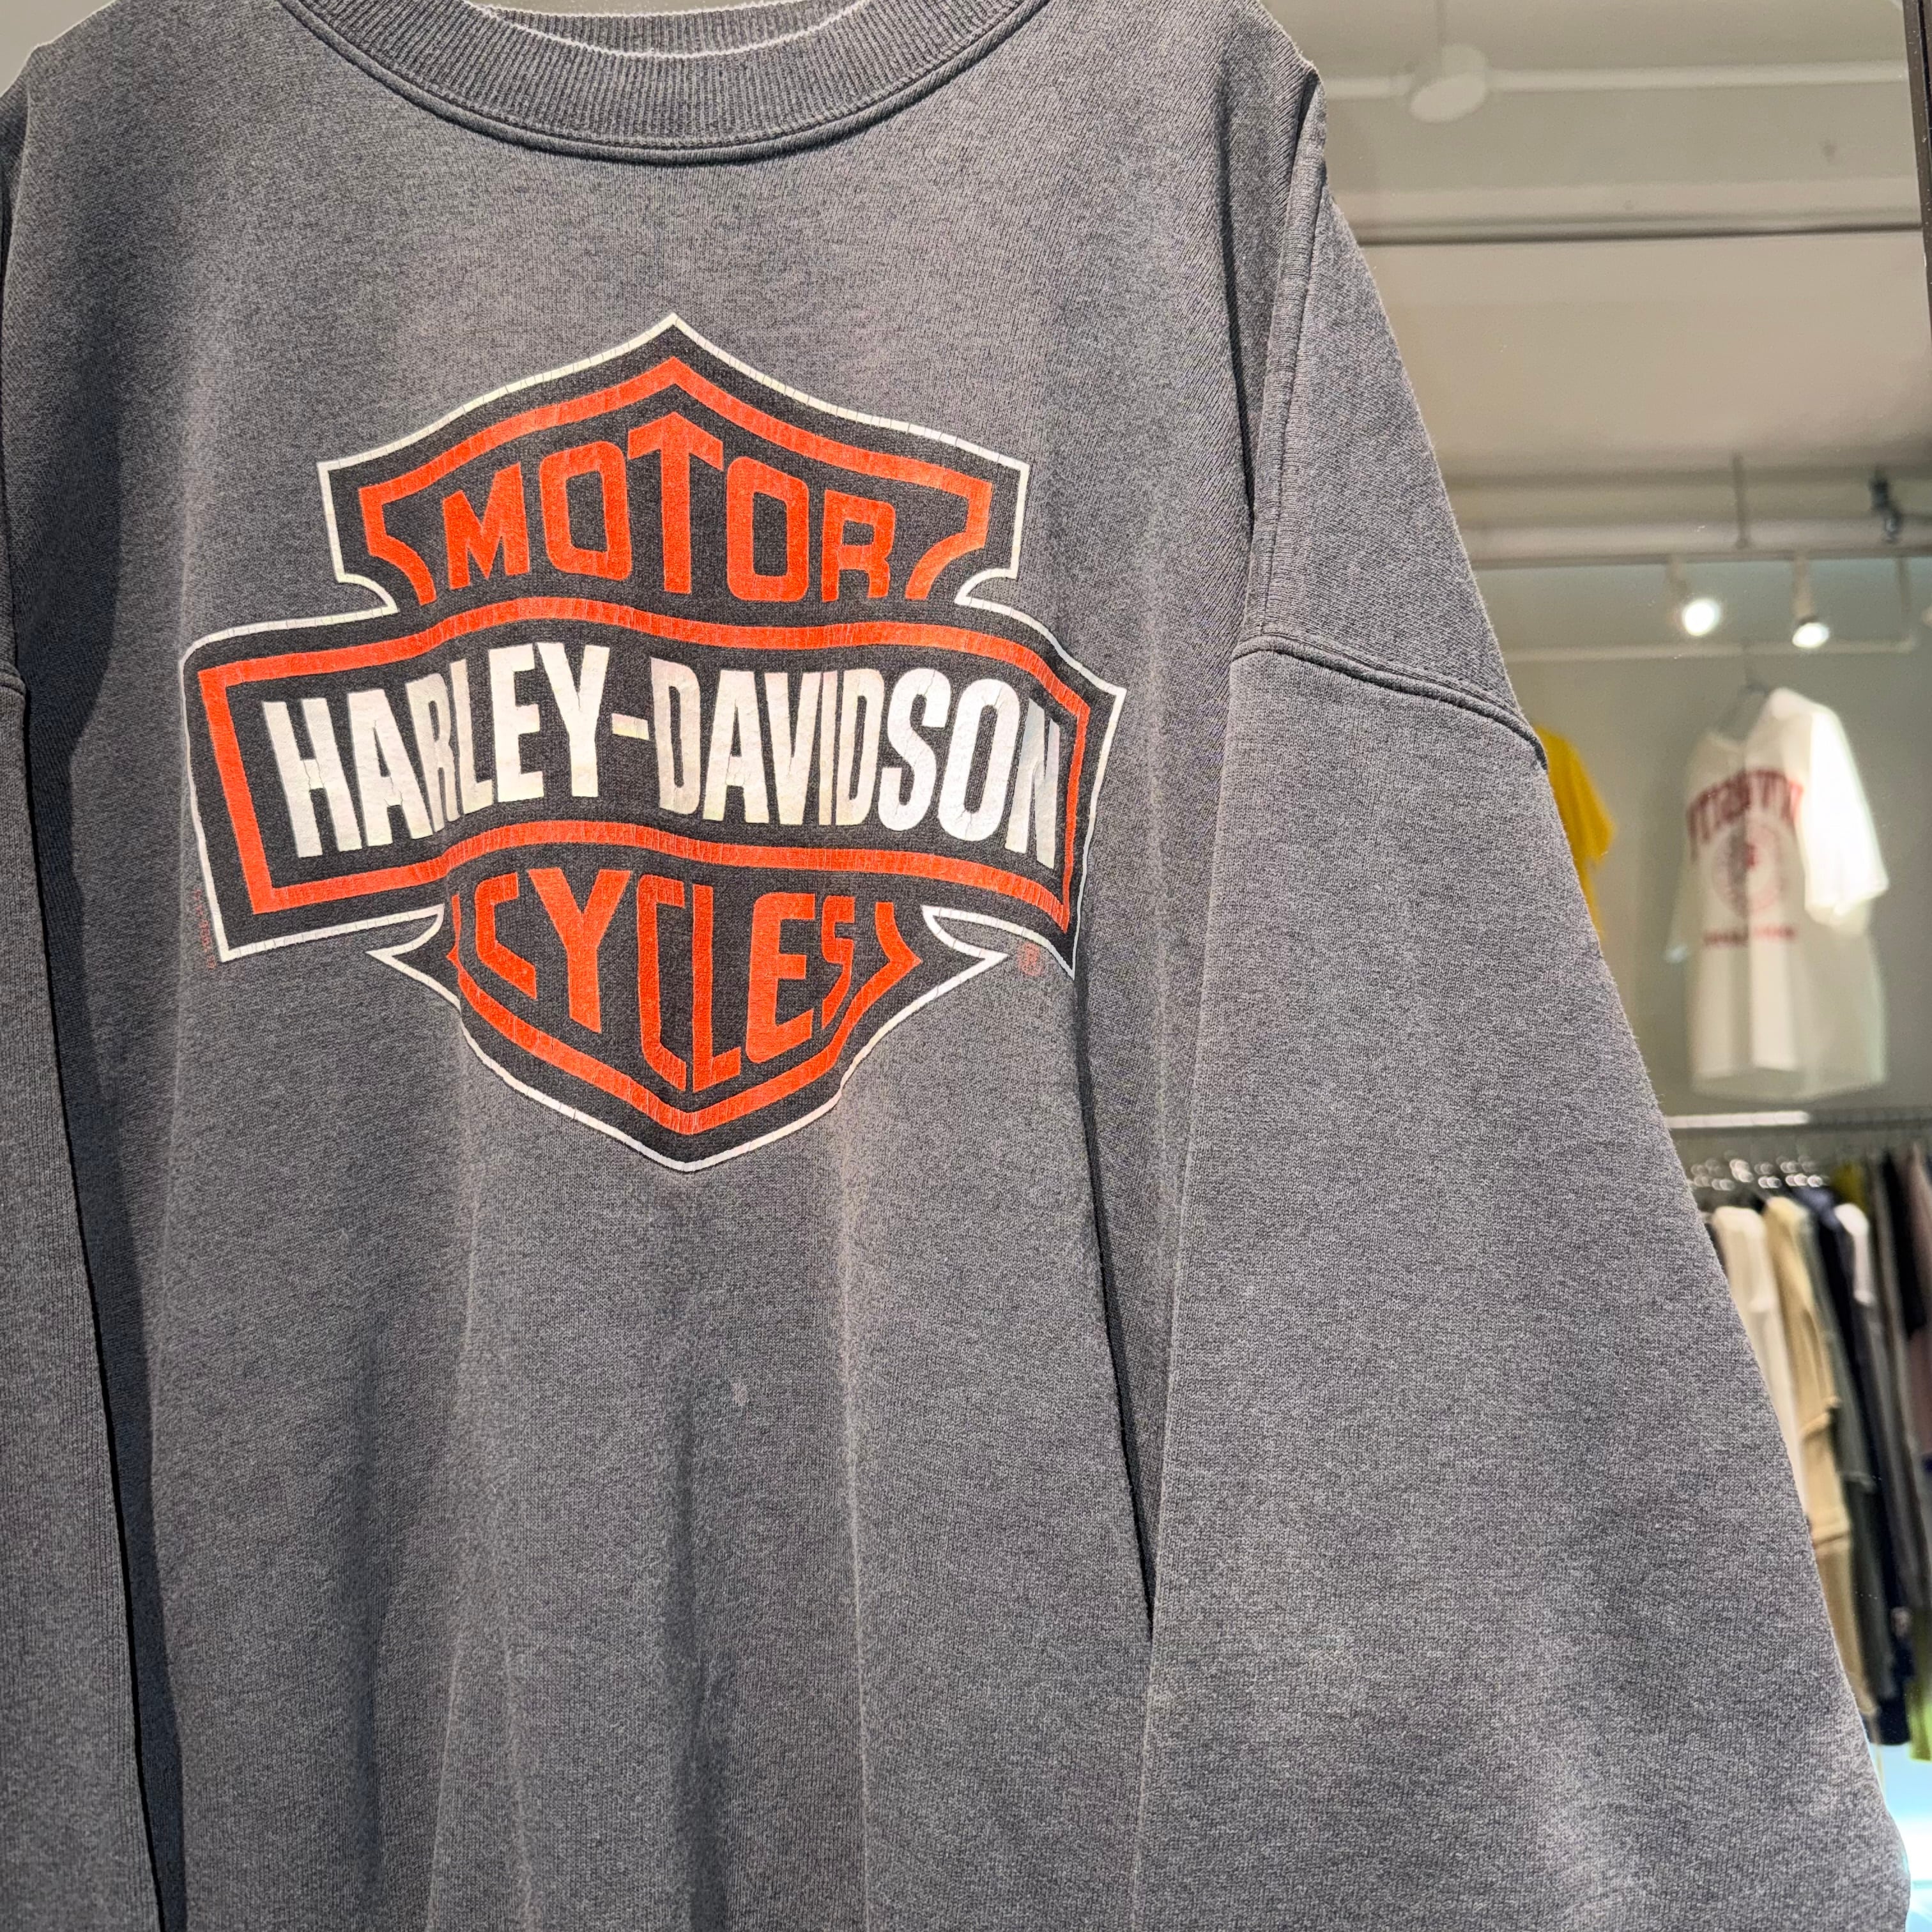 MOTOR
HARLEY-DAVIDSON
CYCLES
®